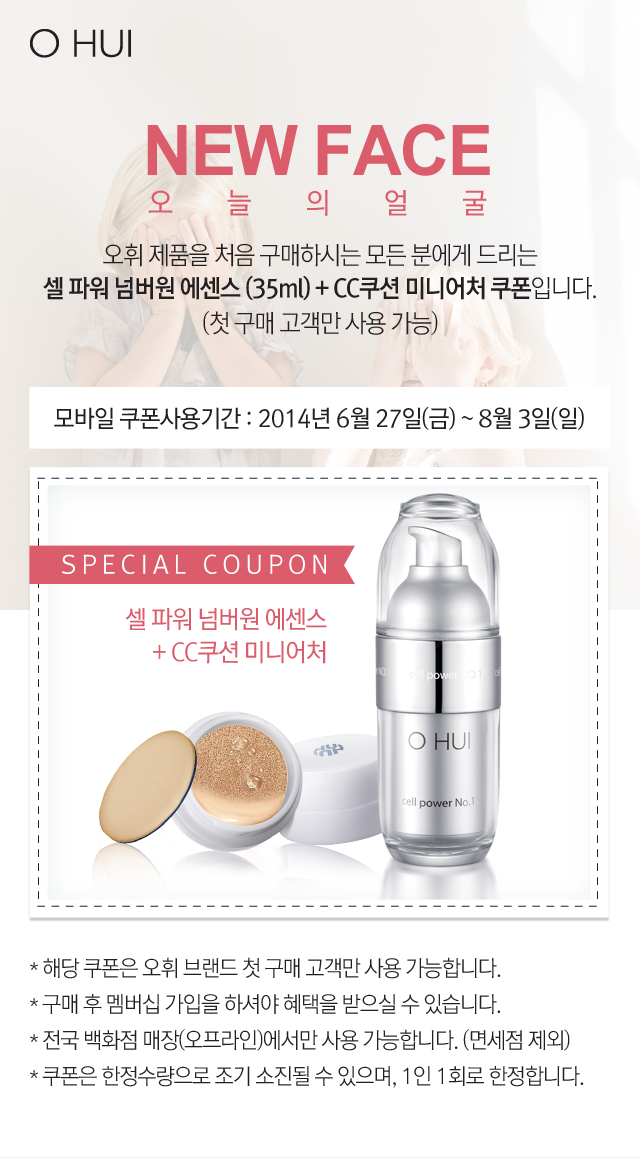 O HUI
NEW FACE
오늘의얼굴
오휘 제품을 처음 구매하시는 모든 분에게 드리는
셀 파워 넘버원 에센스 (35ml) + CC쿠션 미니어처 쿠폰입니다.
(첫 구매 고객만 사용 가능)
모바일 쿠폰사용기간 : 2014년 6월 27일(금) ~ 8월 3일(일)
SPECIAL COUPON
셀 파워 넘버원 에센스
+ CC쿠션 미니어처
cell power NO.1
O HUI
cell power No.1
* 해당 쿠폰은 오휘 브랜드 첫 구매 고객만 사용 가능합니다.
* 구매 후 멤버십 가입을 하셔야 혜택을 받으실 수 있습니다.
* 전국 백화점 매장(오프라인)에서만 사용 가능합니다. (면세점 제외)
* 쿠폰은 한정수량으로 조기 소진될 수 있으며, 1인 1회로 한정합니다.